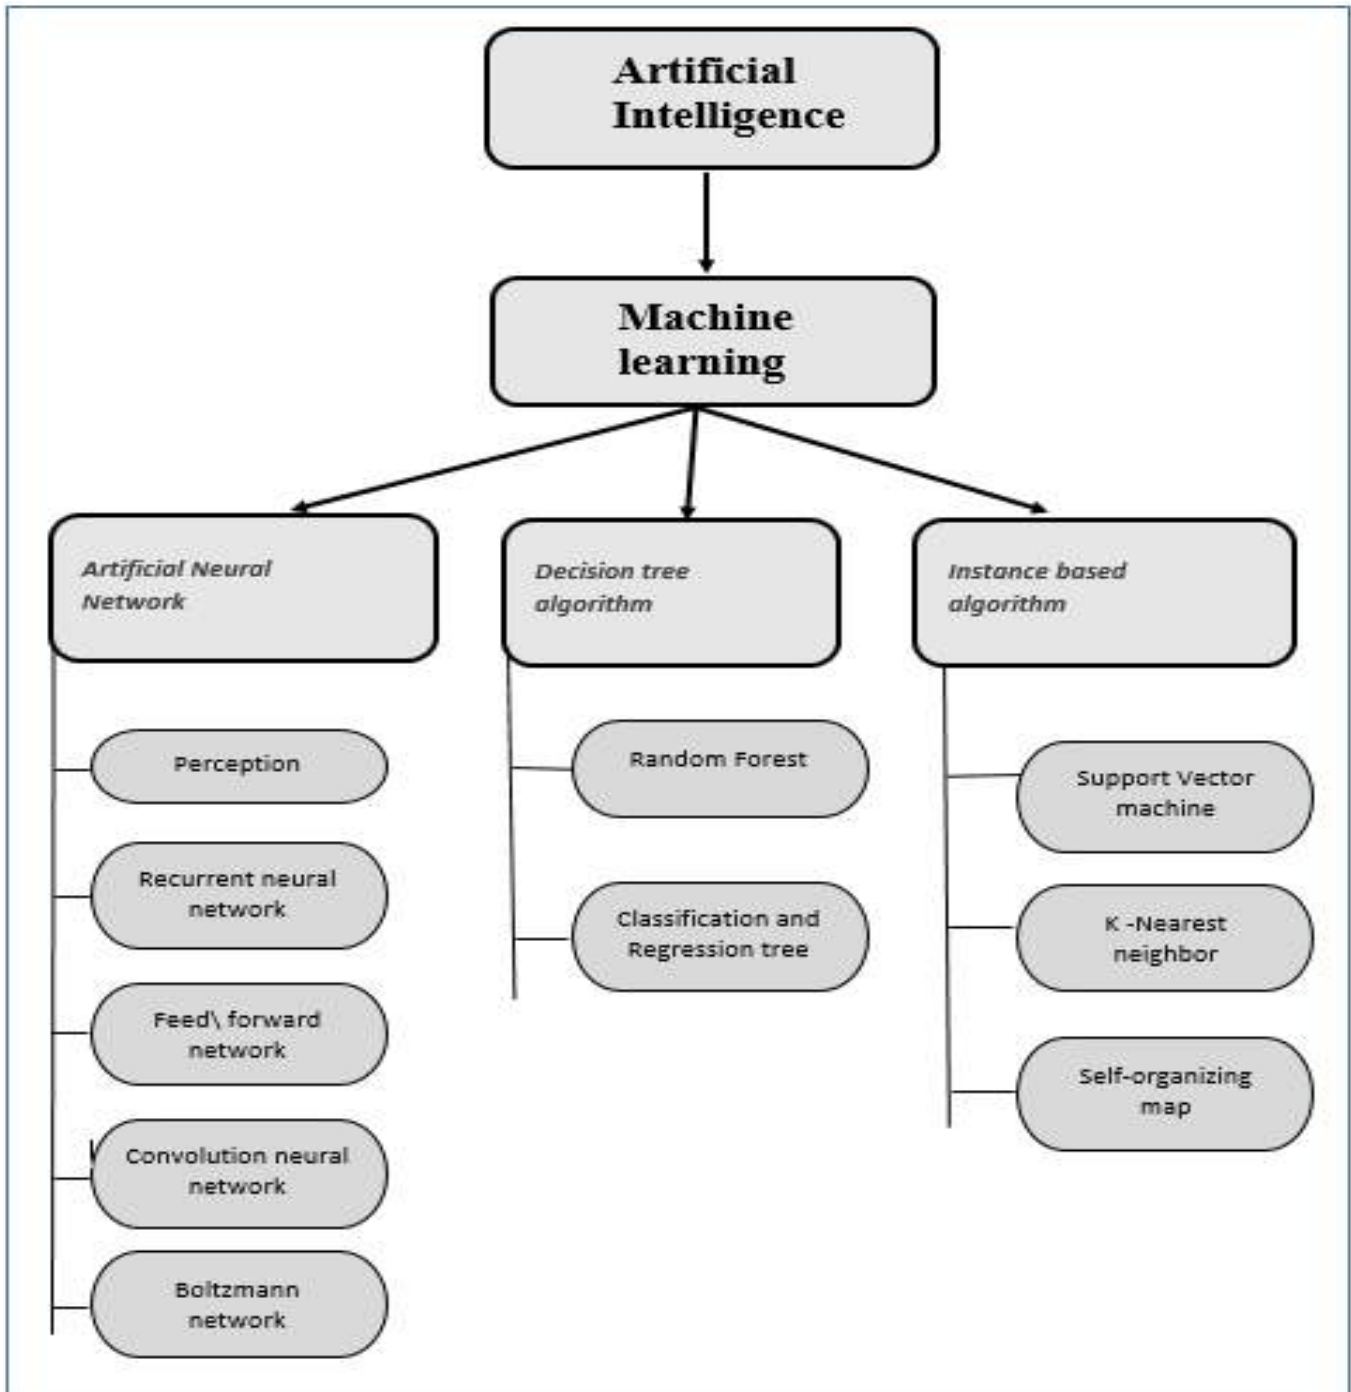 Artificial
Intelligence
Machine
learning
Artificial Neural
Network
Perception
Recurrent neural
network
Feed\ forward
network
Convolution neural
network
Boltzmann
network
Decision tree
algorithm
Random Forest
Classification and
Regression tree
Instance based
algorithm
Support Vector
machine
K -Nearest
neighbor
Self-organizing
map